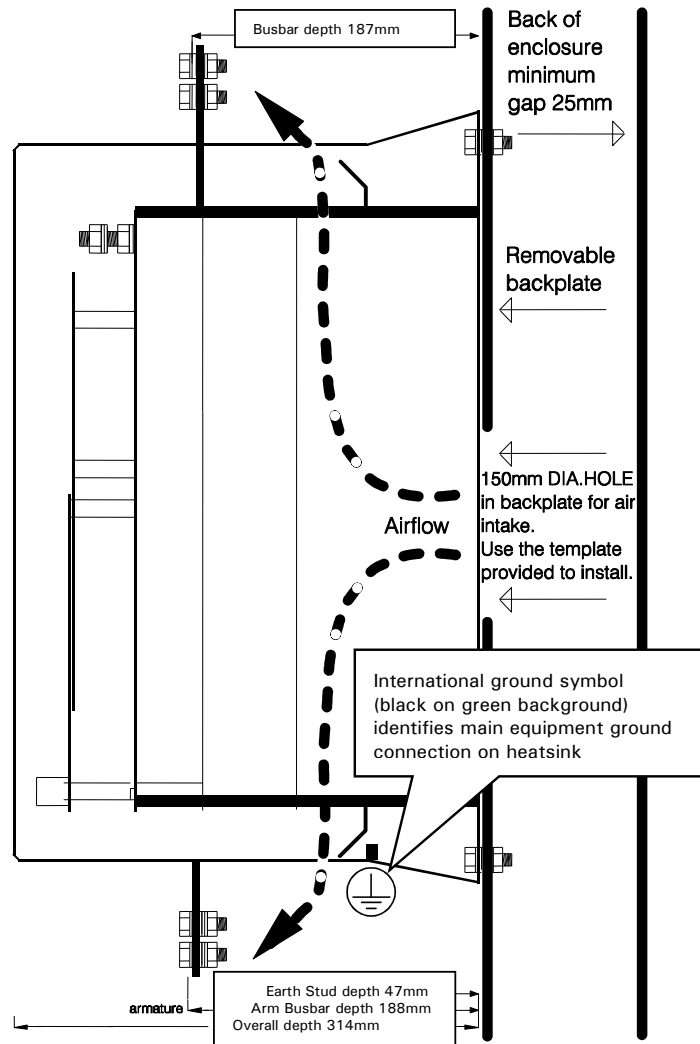 Busbar depth 187mm
Back of
enclosure
minimum
gap 25mm
Removable
backplate
150mm DIA.HOLE
in backplate for air
intake.
Use the template
provided to install.
Airflow
International ground symbol
(black on green background)
identifies main equipment ground
connection on heatsink
Earth Stud depth 47mm
armature
Arm Busbar depth 188mm
Overall depth 314mm